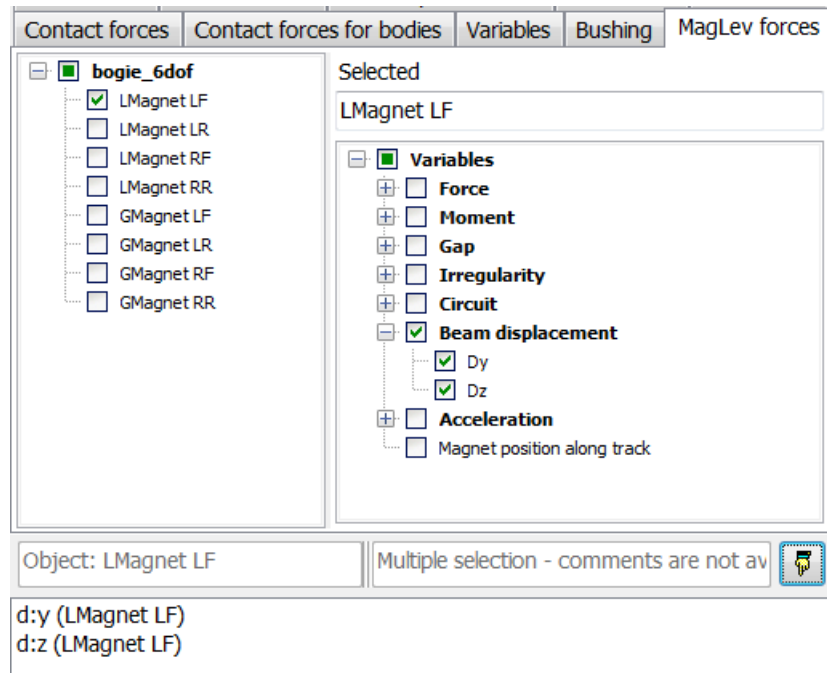 Contact forces
Contact forces for bodies
Variables
Bushing
MagLev forces
bogie_6dof
LMagnet LF
LMagnet LR
LMagnet RF
LMagnet RR
GMagnet LF
GMagnet LR
GMagnet RF
GMagnet RR
Selected
LMagnet LF
Variables
Force
Moment
Gap
Irregularity
Circuit
Beam displacement
Dy
Dz
Acceleration
Magnet position along track
Object: LMagnet LF
Multiple selection - comments are not av
d:y (LMagnet LF)
d:z (LMagnet LF)